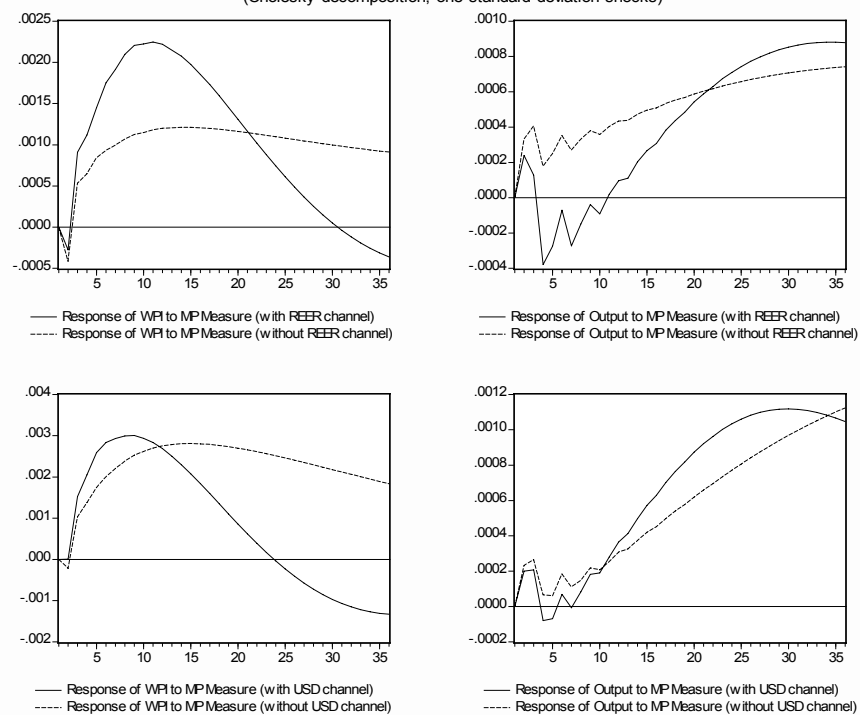 (Cholesky decomposition, one standard deviation shocks)
.0025
.0020
.0015
.0010
.0005
.0000
-.0005
5 10 15 20 25 30 35
Response of WPI to MP Measure (with REER channel)
Response of WPI to MP Measure (without REER channel)
.0010
.0008
.0006
.0004
.0002
.0000
-.0002
-.0004
5 10 15 20 25 30 35
Response of Output to MP Measure (with REER channel)
Response of Output to MP Measure (without REER channel)
.004
.003
.002
.001
.000
-.001
-.002
5 10 15 20 25 30 35
Response of WPI to MP Measure (with USD channel)
Response of WPI to MP Measure (without USD channel)
.0012
.0010
.0008
.0006
.0004
.0002
.0000
-.0002
5 10 15 20 25 30 35
Response of Output to MP Measure (with USD channel)
Response of Output to MP Measure (without USD channel)